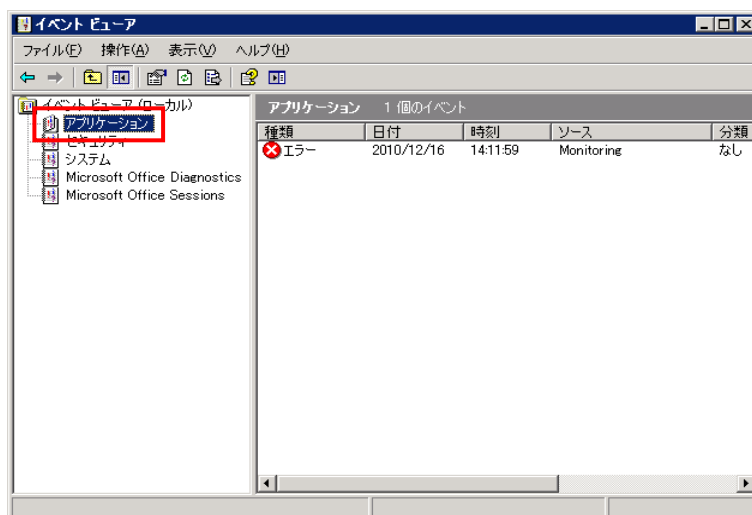 イベント ビューア
ファイル(F) 操作(A) 表示(V) ヘルプ(H)
イベント ビューア (ローカル)
アプリケーション
セキュリティ
システム
Microsoft Office Diagnostics
Microsoft Office Sessions
アプリケーション 1 個のイベント
種類 日付 時刻 ソース 分類
エラー 2010/12/16 14:11:59 Monitoring なし